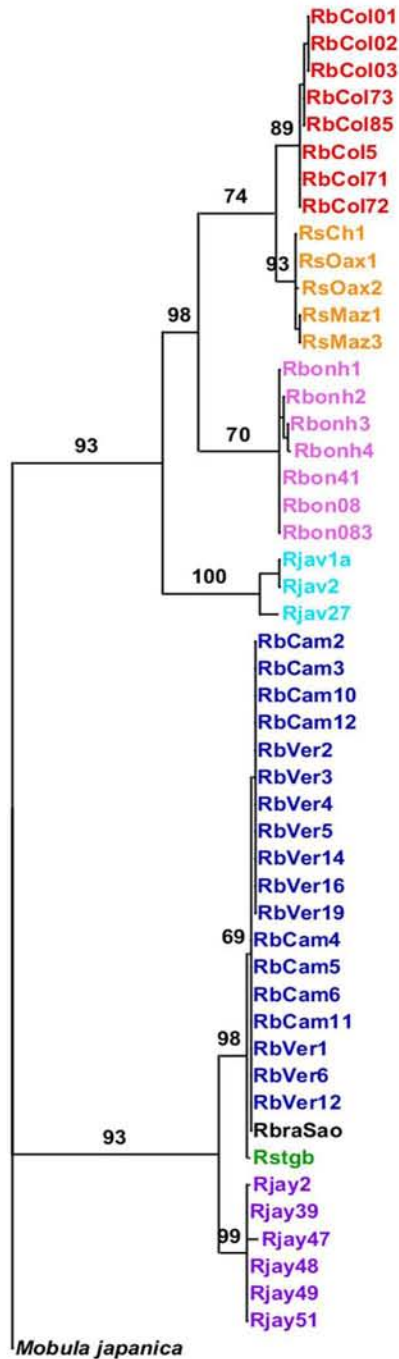 RbCol01
RbCol02
RbCol03
RbCol73
RbCol85
89
RbCol5
RbCol71
74
RbCol72
RsCh1
93
RsOax1
RsOax2
98
RsMaz1
RsMaz3
Rbonh1
Rbonh2
Rbonh3
93
70
Rbonh4
Rbon41
Rbon08
Rbon083
Rjav1a
100
Rjav2
Rjav27
RbCam2
RbCam3
RbCam10
RbCam12
RbVer2
RbVer3
RbVer4
RbVer5
RbVer14
RbVer16
RbVer19
69
RbCam4
RbCam5
RbCam6
RbCam11
98
RbVer1
RbVer6
RbVer12
RbraSao
93
Rstgb
Rjay2
Rjay39
99
Rjay47
Rjay48
Rjay49
Rjay51
Mobula japanica